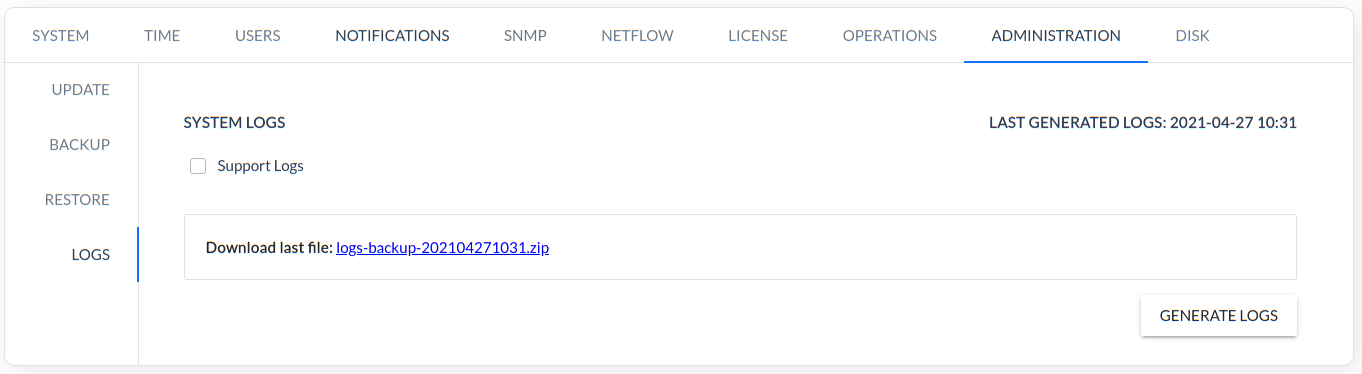 SYSTEM TIME USERS NOTIFICATIONS SNMP NETFLOW LICENSE OPERATIONS ADMINISTRATION DISK
UPDATE
BACKUP
RESTORE
LOGS
SYSTEM LOGS LAST GENERATED LOGS: 2021-04-27 10:31
Support Logs
Download last file: logs-backup-202104271031.zip
GENERATE LOGS